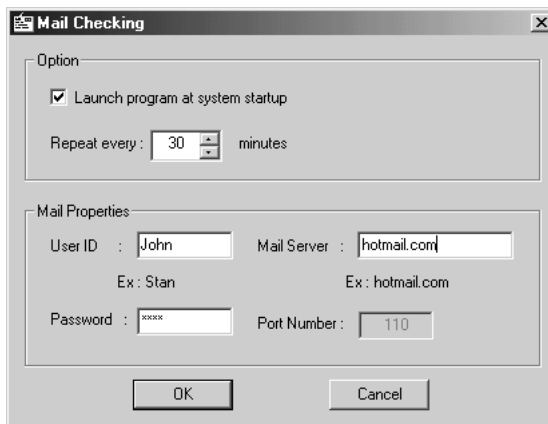 Mail Checking
Option
Launch program at system startup
Repeat every : 30 minutes
Mail Properties
User ID : John Mail Server : hotmail.com
Ex : Stan Ex : hotmail.com
Password : xxxx Port Number : 110
OK Cancel